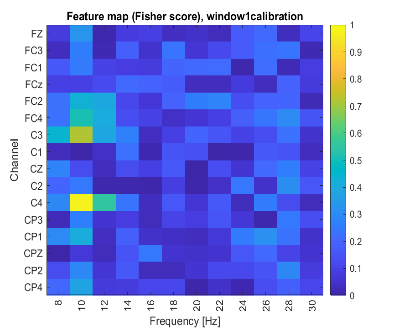 Feature map (Fisher score), window1calibration
Channel
FZ
FC3
FC1
FCz
FC2
FC4
C3
C1
CZ
C2
C4
CP3
CP1
CPZ
CP2
CP4
8 10 12 14 16 18 20 22 24 26 28 30
Frequency [Hz]
1
0.9
0.8
0.7
0.6
0.5
0.4
0.3
0.2
0.1
0